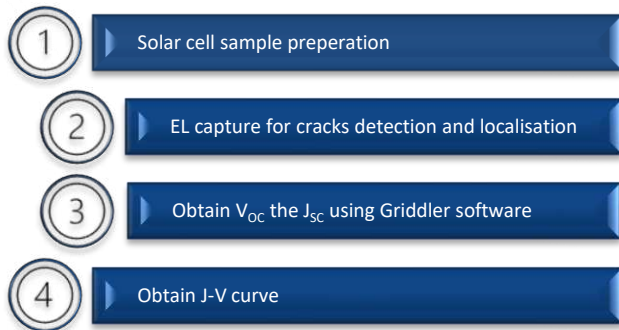 1
Solar cell sample preperation
2
EL capture for cracks detection and localisation
3
Obtain VOC the JSC using Griddler software
4
Obtain J-V curve